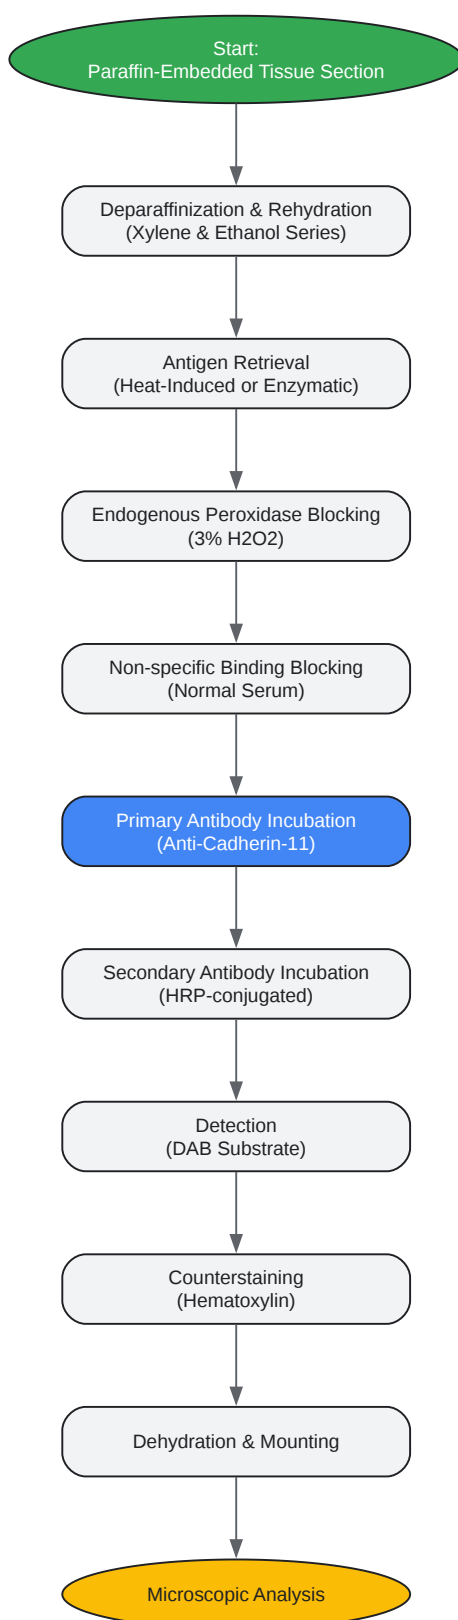 Start:
Paraffin-Embedded Tissue Section
Deparaffinization & Rehydration
(Xylene & Ethanol Series)
Antigen Retrieval
(Heat-Induced or Enzymatic)
Endogenous Peroxidase Blocking
(3% H2O2)
Non-specific Binding Blocking
(Normal Serum)
Primary Antibody Incubation
(Anti-Cadherin-11)
Secondary Antibody Incubation
(HRP-conjugated)
Detection
(DAB Substrate)
Counterstaining
(Hematoxylin)
Dehydration & Mounting
Microscopic Analysis